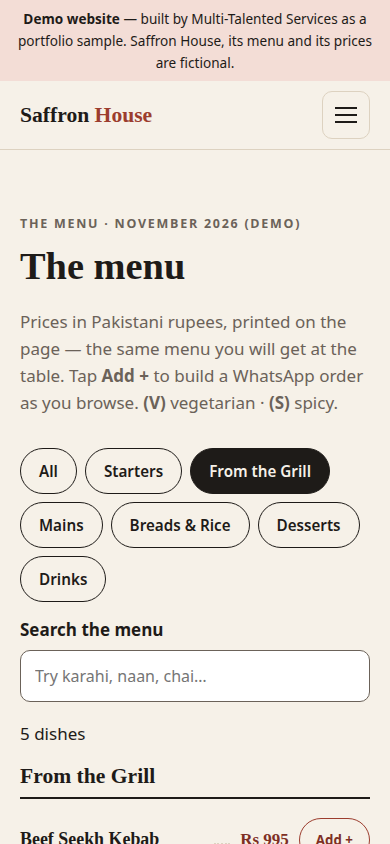 Demo website — built by Multi-Talented Services as a
portfolio sample. Saffron House, its menu and its prices
are fictional.
Saffron House
THE MENU · NOVEMBER 2026 (DEMO)
The menu
Prices in Pakistani rupees, printed on the
page — the same menu you will get at the
table. Tap Add + to build a WhatsApp order
as you browse. (V) vegetarian · (S) spicy.
All
Starters
From the Grill
Mains
Breads & Rice
Desserts
Drinks
Search the menu
Try karahi, naan, chai...
5 dishes
From the Grill
Beef Seekh Kebab Rs 995 Add +